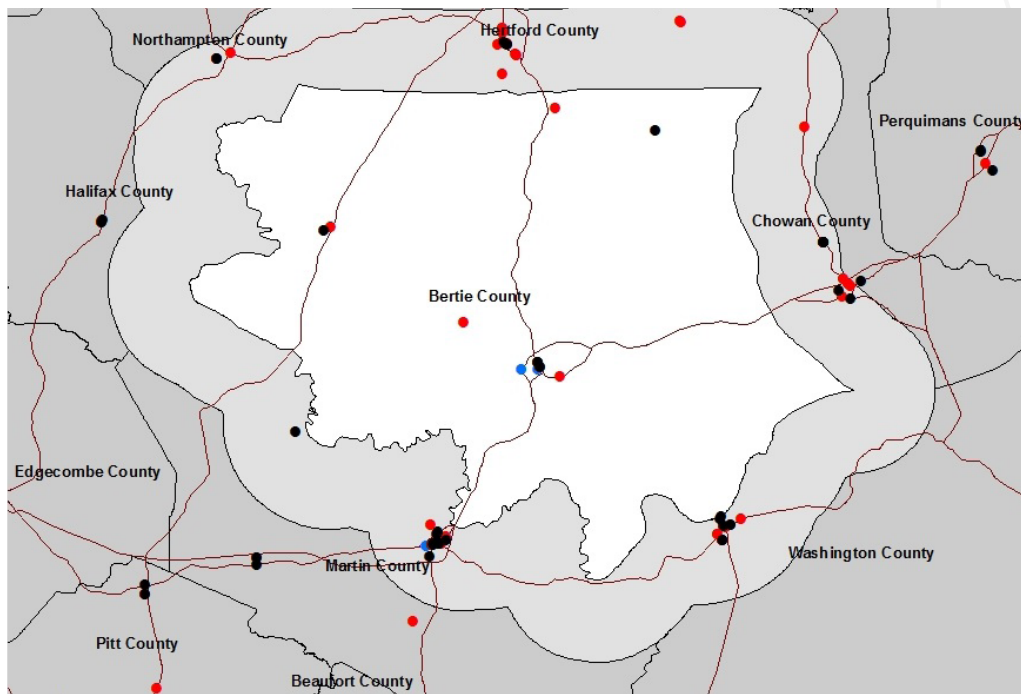 Northampton County
Hertford County
Perquimans County
Halifax County
Chowan County
Bertie County
Edgecombe County
Washington County
Martin County
Pitt County
Beaufort County